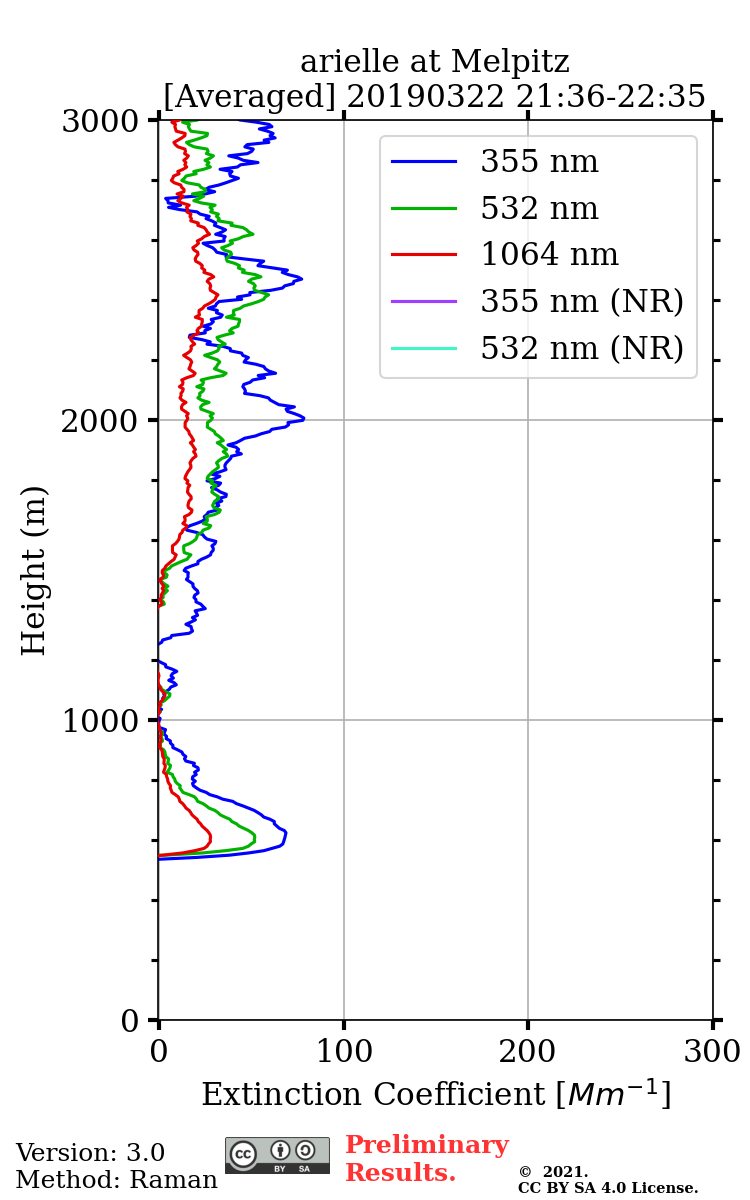 arielle at Melpitz
[Averaged] 20190322 21:36-22:35
3000
355 nm
532 nm
1064 nm
355 nm (NR)
532 nm (NR)
2000
Height (m)
1000
0
0 100 200 300
Extinction Coefficient [Mm⁻¹]
Version: 3.0
Method: Raman
cc
BY SA
Preliminary
Results.
© 2021.
CC BY SA 4.0 License.